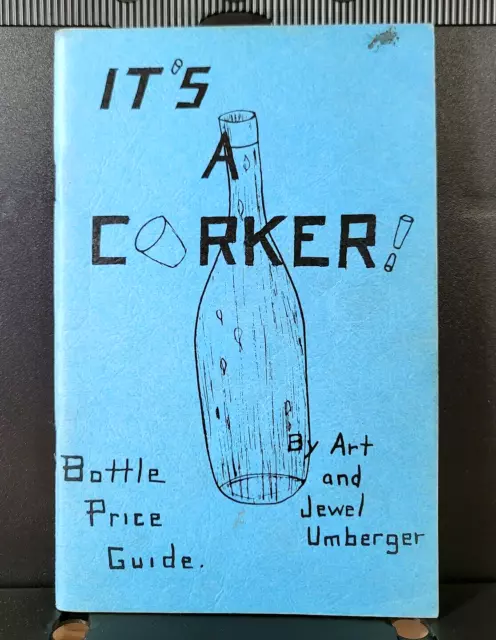 IT'S
A
CORKER!
Bottle
Price
Guide.
By Art
and
Jewel
Umberger